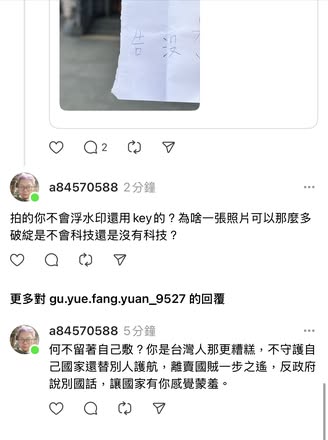 告 沒
2
a84570588 2分鐘
拍的你不會浮水印還用key的？為啥一張照片可以那麼多
破綻是不會科技還是沒有科技？
更多對 gu.yue.fang.yuan_9527 的回覆
a84570588 5分鐘
何不留著自己敷？你是台灣人那更糟糕，不守護自
己國家還替別人護航，離賣國賊一步之遙，反政府
說別國話，讓國家有你感覺蒙羞。